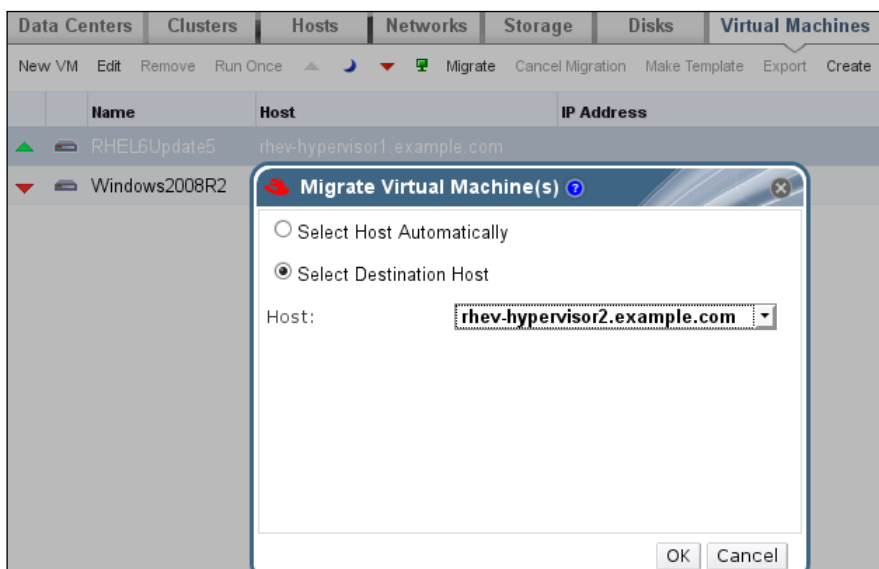 Data Centers Clusters Hosts Networks Storage Disks Virtual Machines
New VM Edit Remove Run Once Migrate Cancel Migration Make Template Export Create
Name Host IP Address
RHEL6Update5 rhev-hypervisor1.example.com
Windows2008R2
Migrate Virtual Machine(s) ?
Select Host Automatically
Select Destination Host
Host: rhev-hypervisor2.example.com
OK Cancel